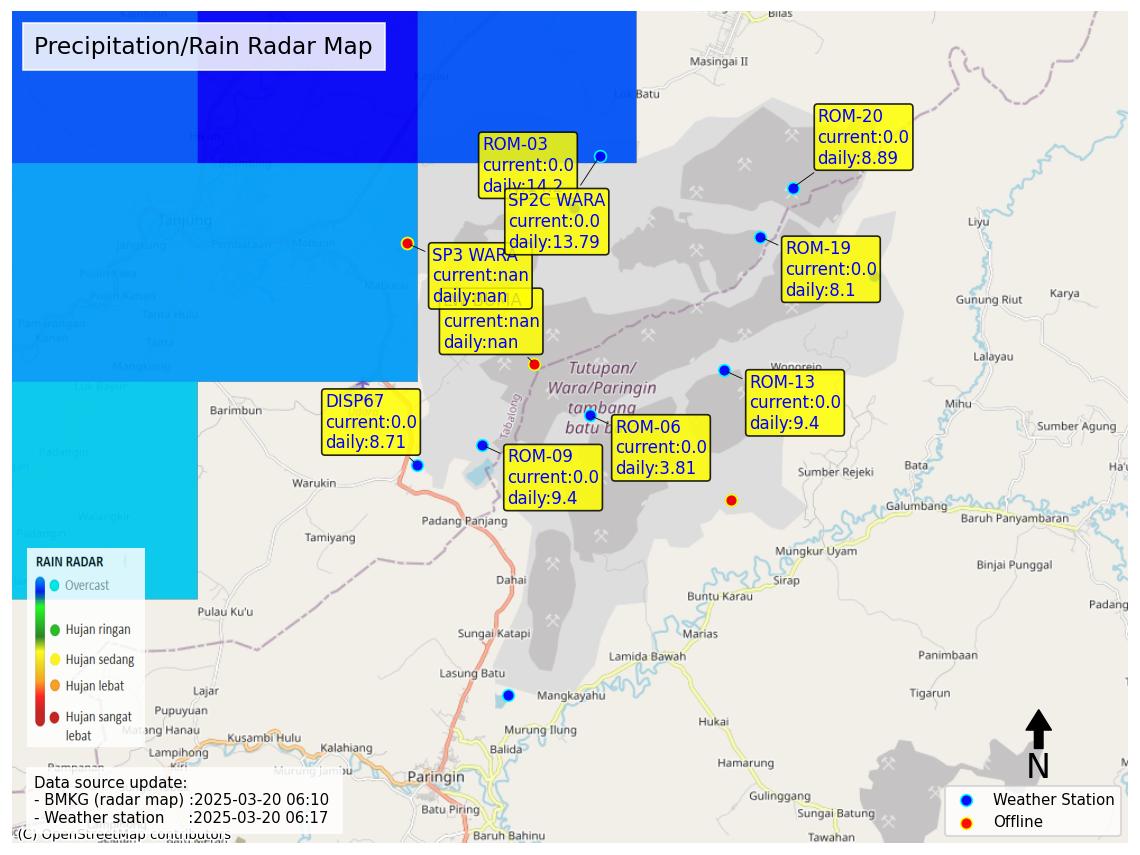 Precipitation/Rain Radar Map
Bilas
Masingai II
Batu
ROM-20
current:0.0
daily:8.89
ROM-03
current:0.0
daily:14.2
SP2C WARA
current:0.0
daily:13.79
Tanjung
Liyu
ROM-19
current:0.0
daily:8.1
SP3 WARA
current:nan
daily:nan
current:nan
daily:nan
Gunung Riut
Karya
Lalayau
Tutupan/
Wara/Paringin
tambang
batu
Wonorejo
ROM-13
current:0.0
daily:9.4
DISP67
current:0.0
daily:8.71
Barimbun
Tabalong
ROM-06
current:0.0
daily:3.81
Mihu
Sumber Agung
ROM-09
current:0.0
daily:9.4
Warukin
Sumber Rejeki
Bata
Galumbang
Padang Panjang
Baruh Panyambaran
Tamiyang
Mungkur Uyam
Binjai Punggal
Dahai
Sirap
Buntu Karau
Padang
RAIN RADAR
Overcast
Hujan ringan
Hujan sedang
Hujan lebat
Hujan sangat
lebat
Pulau Ku'u
Sungai Katapi
Marias
Lamida Bawah
Panimbaan
Lasung Batu
Lajar
Mangkayahu
Tigarun
Pupuyuan
Matang Hanau
Hukai
Murung Ilung
Kusambi Hulu
Kalahiang
Balida
Lampihong
Hamarung
Murung Jambu
Paringin
Gulinggang
Batu Piring
Sungai Batung
Baruh Bahinu
Tawahan
N
Weather Station
Offline
Data source update:
- BMKG (radar map) :2025-03-20 06:10
- Weather station :2025-03-20 06:17
(C) OpenStreetMap contributors